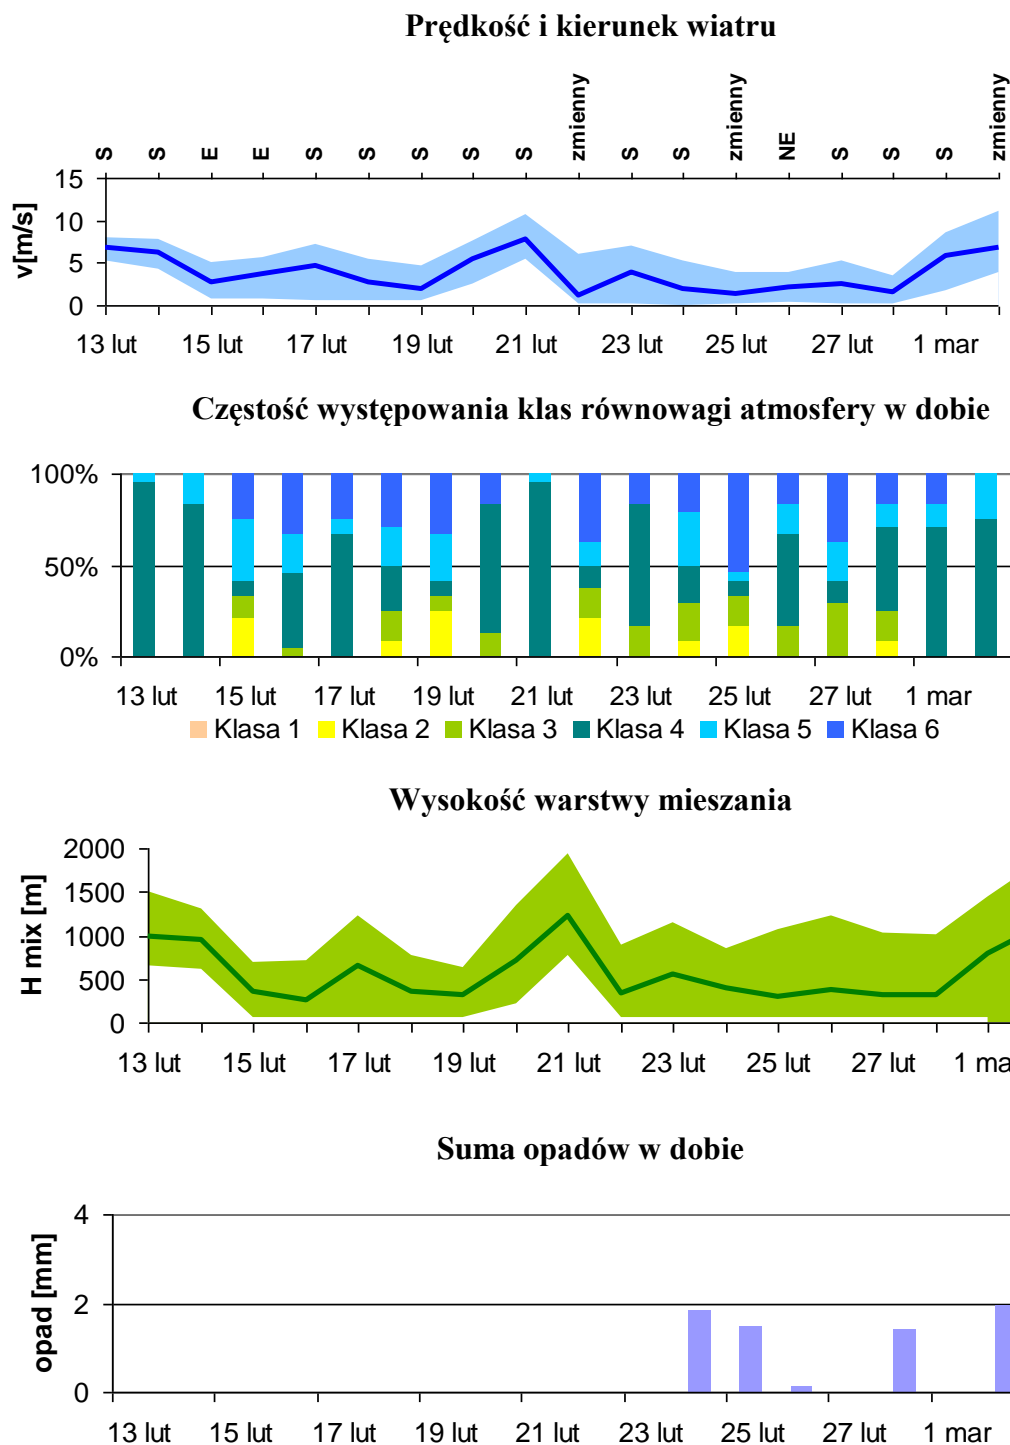 Prędkość i kierunek wiatru
S S E E S S S S S zmienny S S zmienny NE S S S zmienny
v[m/s]
15
10
5
0
13 lut 15 lut 17 lut 19 lut 21 lut 23 lut 25 lut 27 lut 1 mar
Częstość występowania klas równowagi atmosfery w dobie
100%
50%
0%
13 lut 15 lut 17 lut 19 lut 21 lut 23 lut 25 lut 27 lut 1 mar
Klasa 1 Klasa 2 Klasa 3 Klasa 4 Klasa 5 Klasa 6
Wysokość warstwy mieszania
H mix [m]
2000
1500
1000
500
0
13 lut 15 lut 17 lut 19 lut 21 lut 23 lut 25 lut 27 lut 1 ma
Suma opadów w dobie
opad [mm]
4
2
0
13 lut 15 lut 17 lut 19 lut 21 lut 23 lut 25 lut 27 lut 1 mar